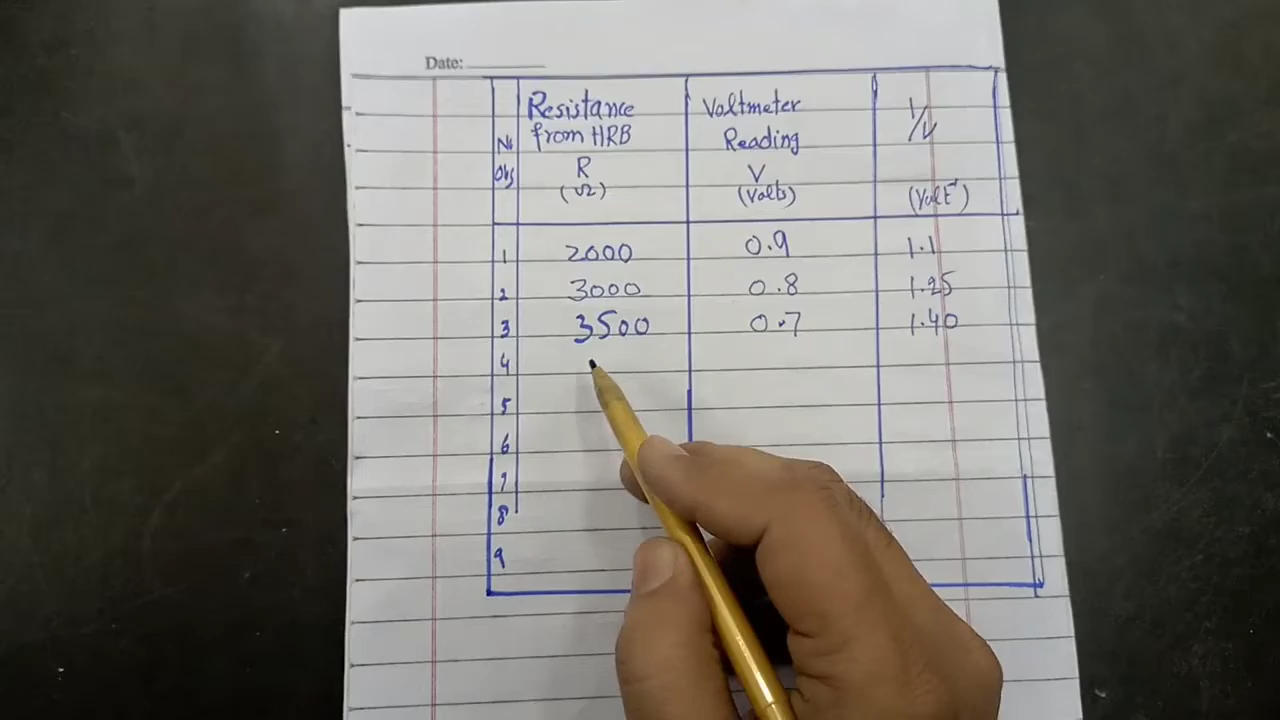 Date:
No Obs | Resistance from HRB R (Ω) | Voltmeter Reading V (Volts) | 1/V (Volt⁻¹)
1 | 2000 | 0.9 | 1.1
2 | 3000 | 0.8 | 1.25
3 | 3500 | 0.7 | 1.40
4
5
6
7
8
9